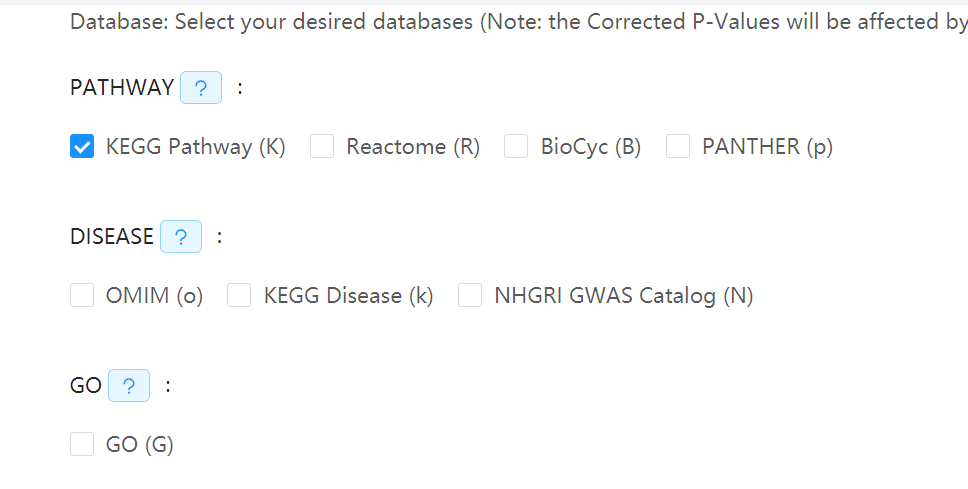 Database: Select your desired databases (Note: the Corrected P-Values will be affected by
PATHWAY ? :
KEGG Pathway (K) Reactome (R) BioCyc (B) PANTHER (p)
DISEASE ? :
OMIM (o) KEGG Disease (k) NHGRI GWAS Catalog (N)
GO ? :
GO (G)